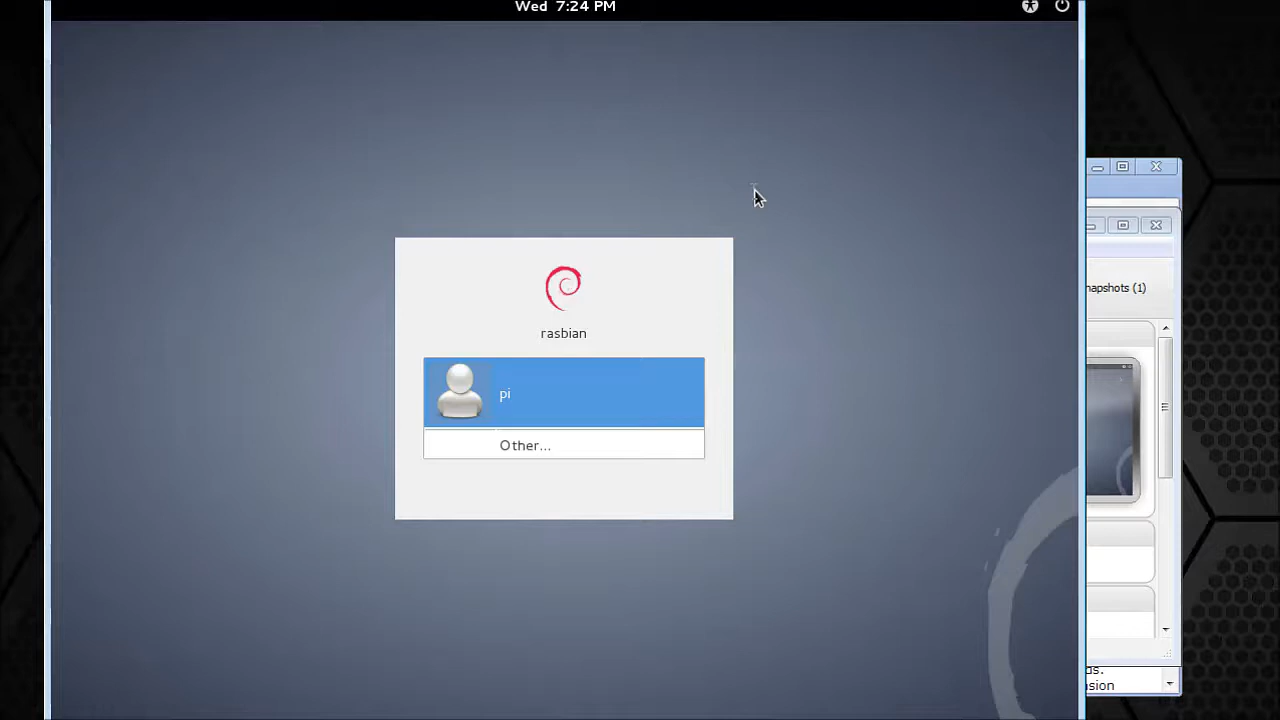 Wed 7:24 PM
rasbian
pi
Other...
napshots (1)
sion